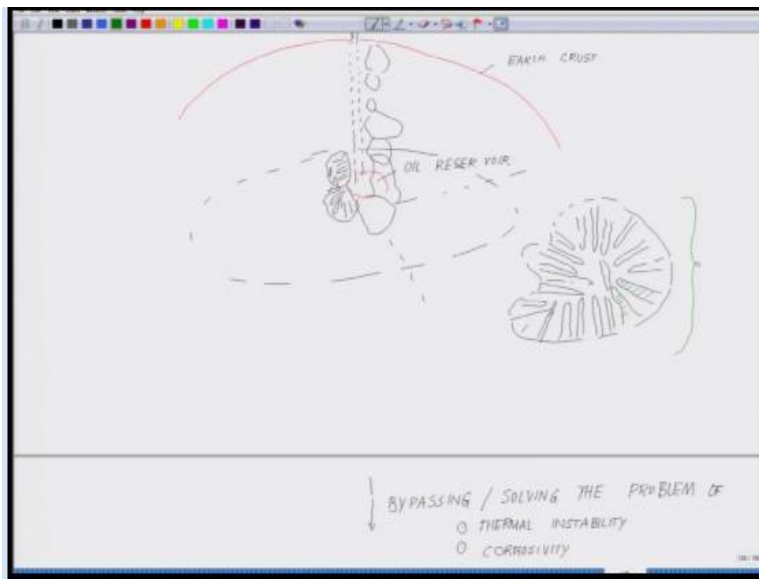 EARTH CRUST
OIL RESERVOIR
BYPASSING / SOLVING THE PROBLEM OF
THERMAL INSTABILITY
CORROSIVITY